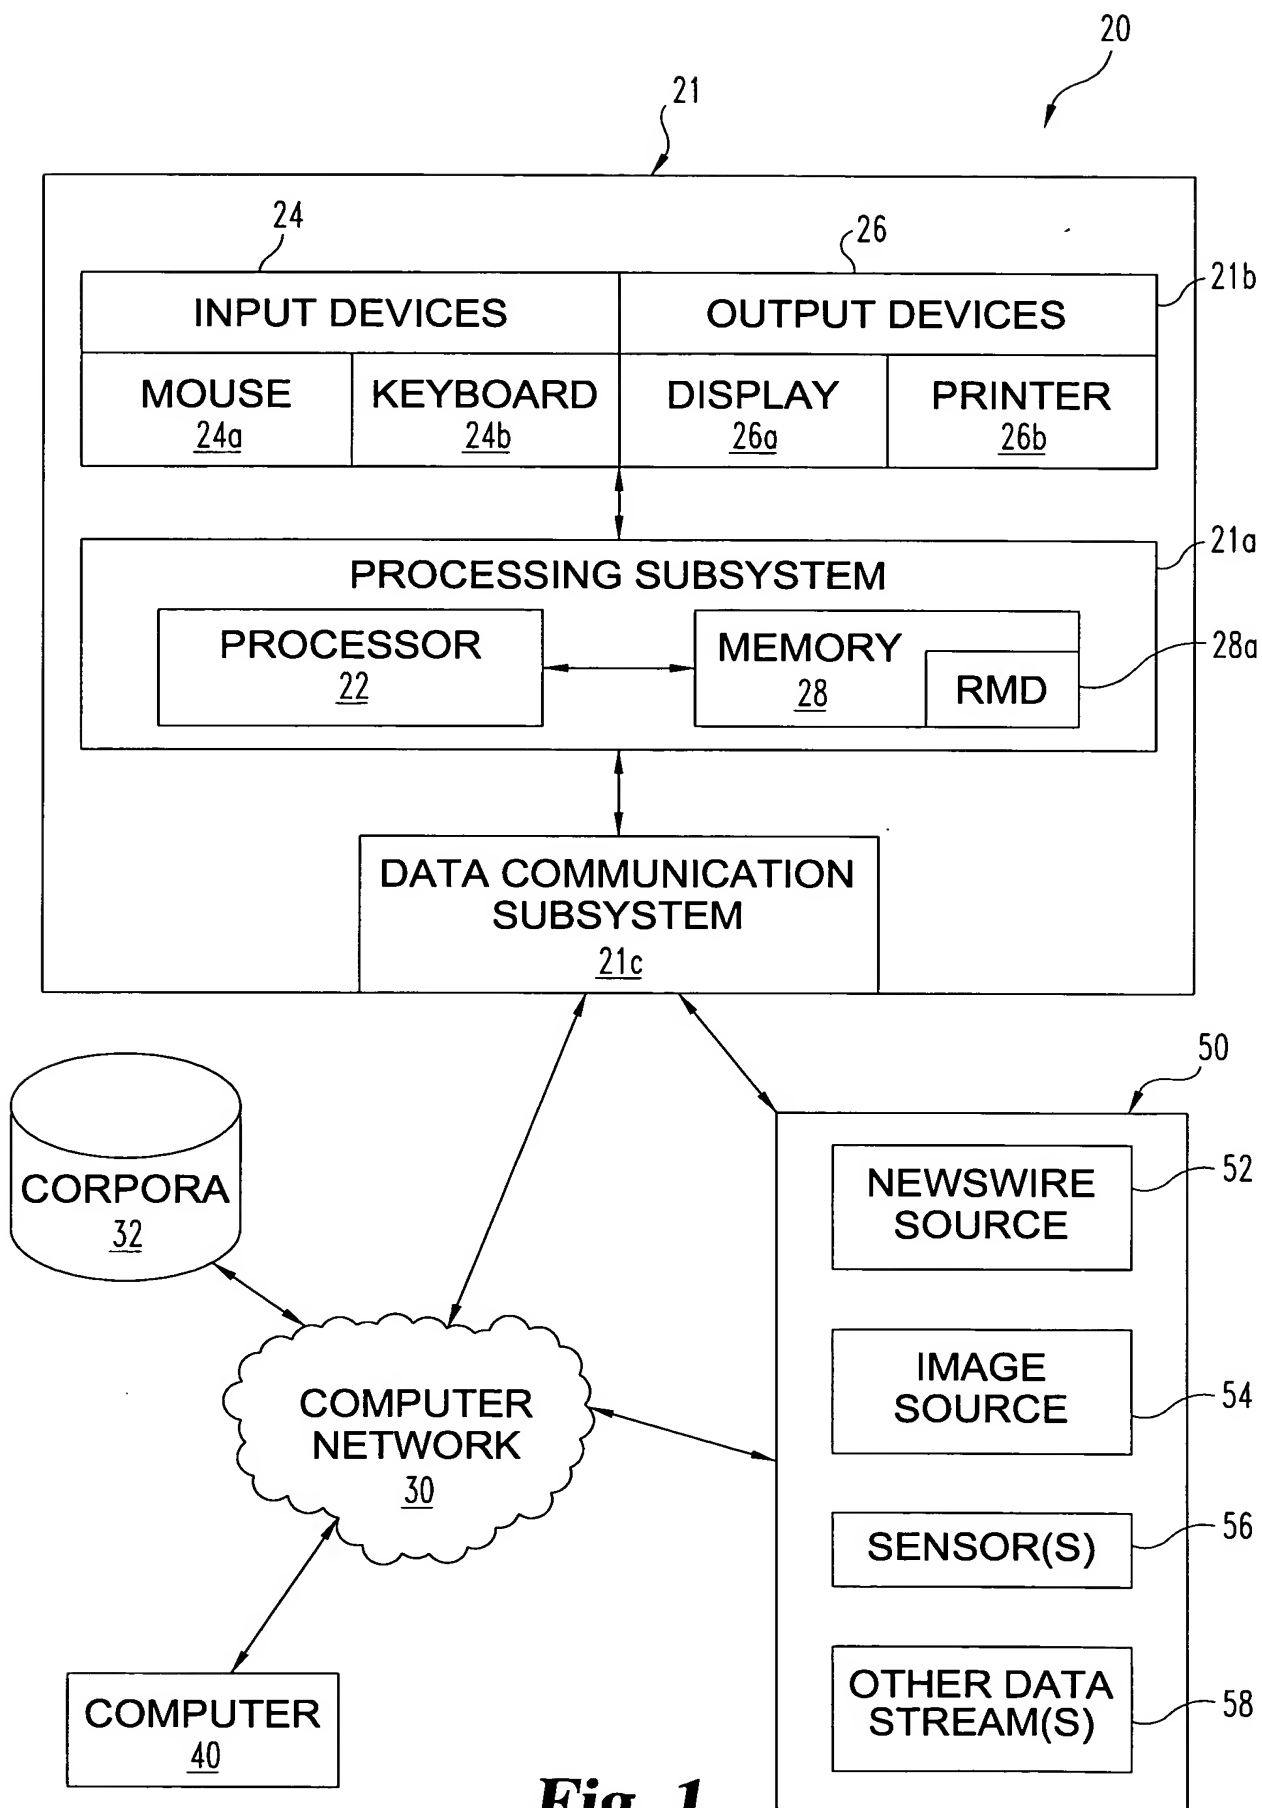 20
21
24
26
21b
INPUT DEVICES
OUTPUT DEVICES
MOUSE
24a
KEYBOARD
24b
DISPLAY
26a
PRINTER
26b
21a
PROCESSING SUBSYSTEM
PROCESSOR
22
MEMORY
28
RMD
28a
DATA COMMUNICATION
SUBSYSTEM
21c
50
CORPORA
32
NEWSWIRE
SOURCE
52
IMAGE
SOURCE
54
COMPUTER
NETWORK
30
SENSOR(S)
56
OTHER DATA
STREAM(S)
58
COMPUTER
40
Fig. 1